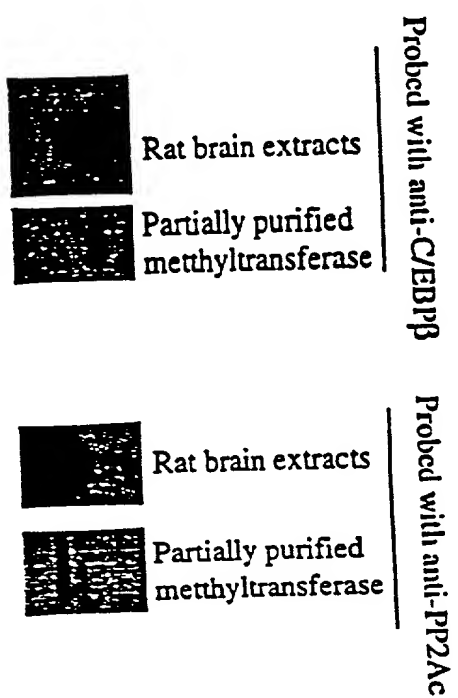 Probed with anti-C/EBPβ
Rat brain extracts
Partially purified
metthyltransferase
Probed with anti-PP2Ac
Rat brain extracts
Partially purified
metthyltransferase